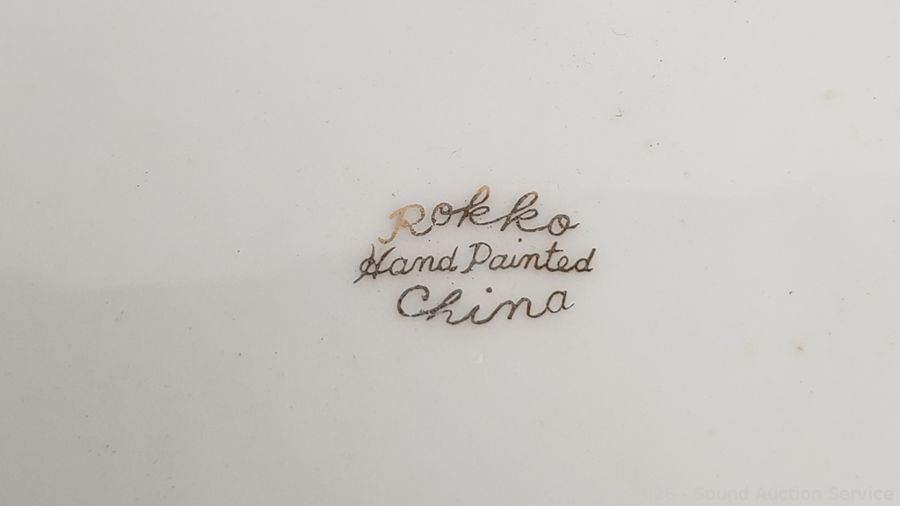 Rokko
Hand Painted
China
Sound Auction Service